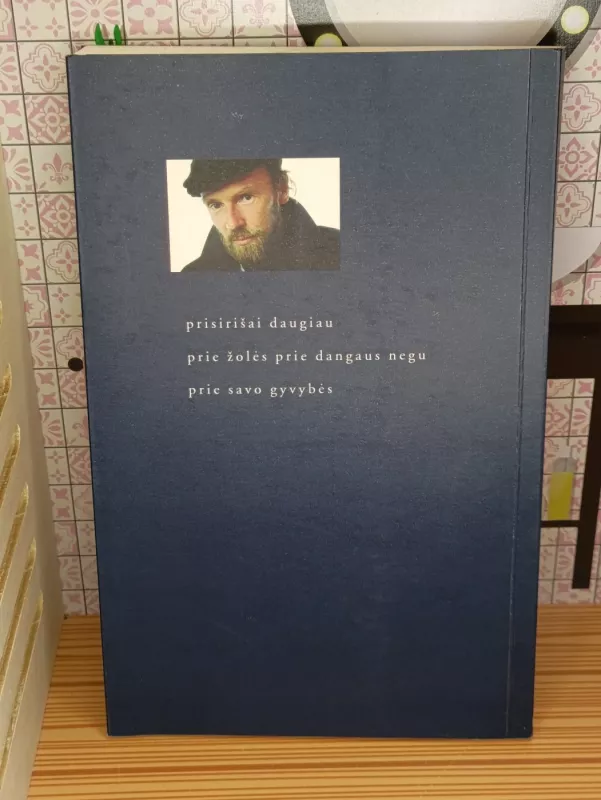 prisirišai daugiau
prie žolės prie dangaus negu
prie savo gyvybės